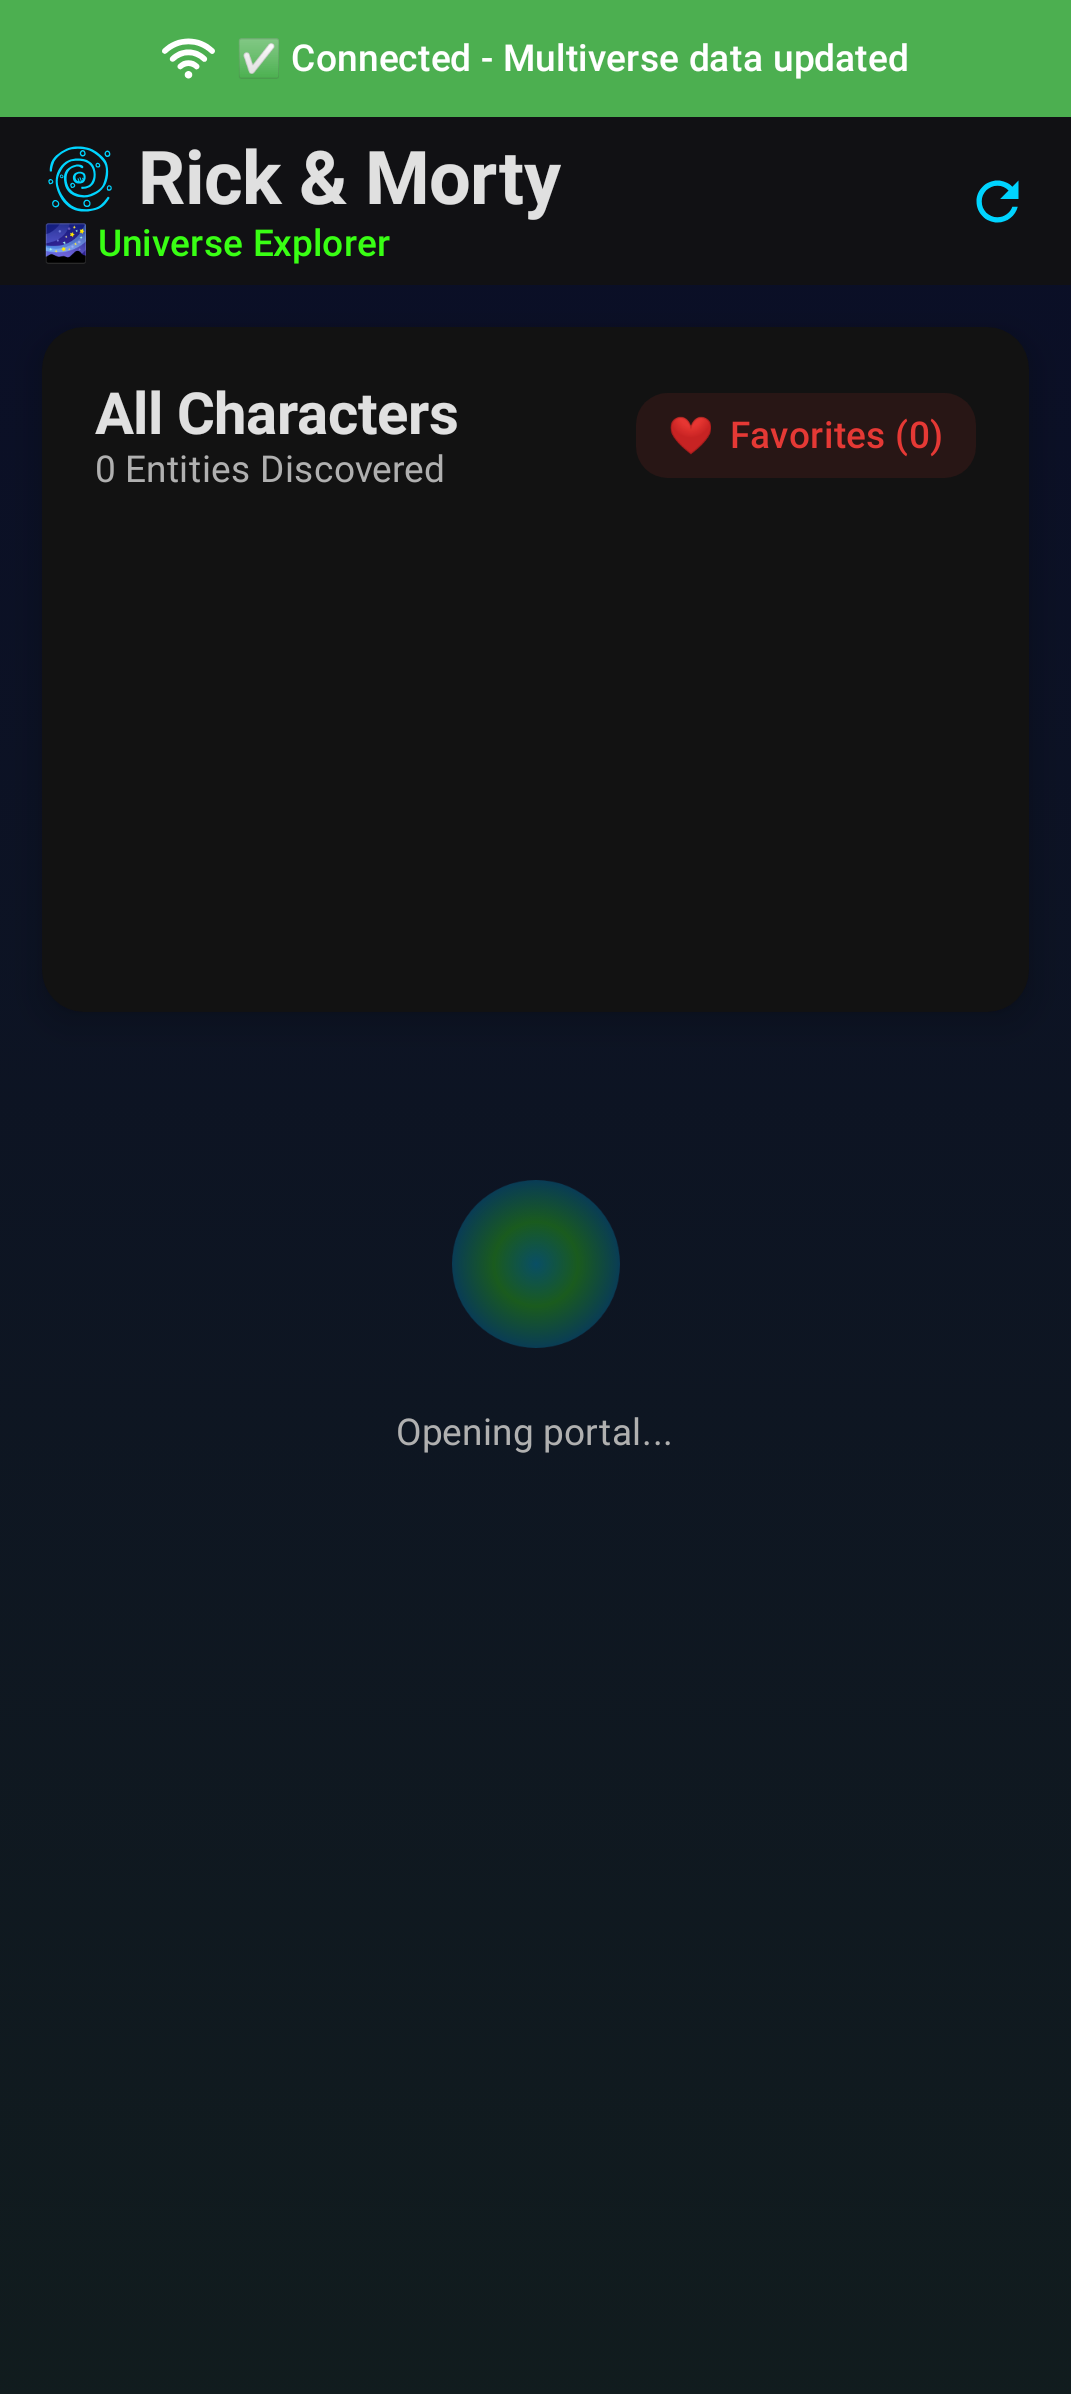 ✅ Connected - Multiverse data updated
Rick & Morty
🌌 Universe Explorer
All Characters
0 Entities Discovered
❤️ Favorites (0)
Opening portal...